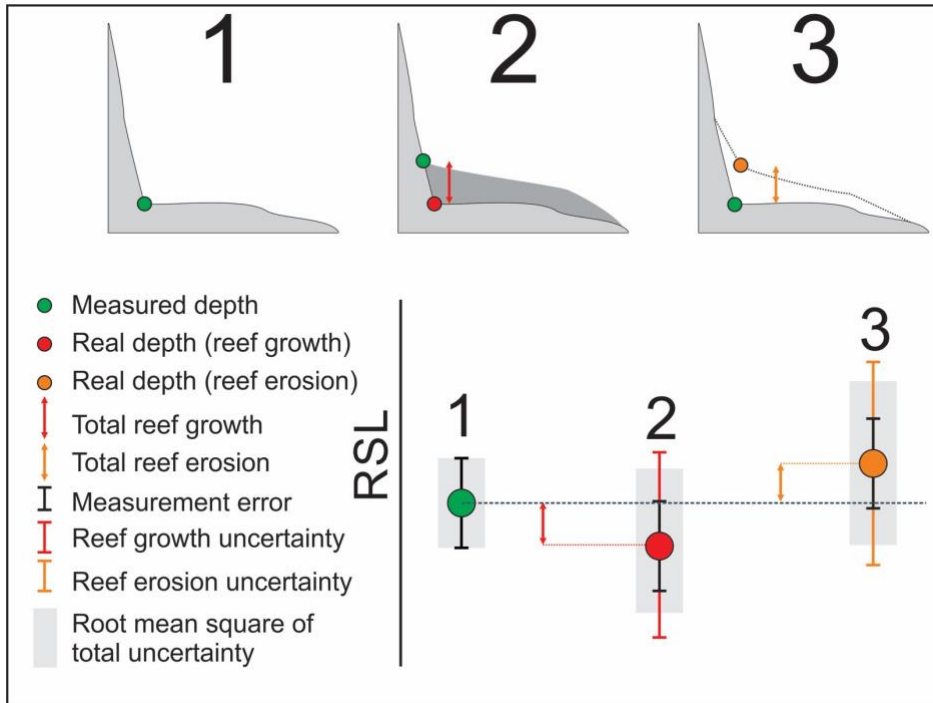 1
2
3
Measured depth
Real depth (reef growth)
Real depth (reef erosion)
Total reef growth
Total reef erosion
Measurement error
Reef growth uncertainty
Reef erosion uncertainty
Root mean square of
total uncertainty
RSL
1
2
3